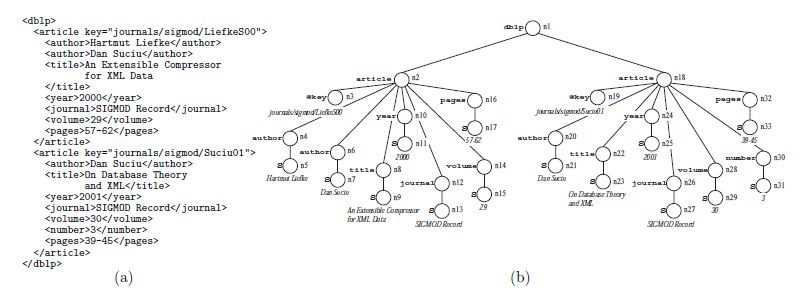 <dblp>
<article key="journals/sigmod/LiefkeS00">
<author>Hartmut Liefke</author>
<author>Dan Suciu</author>
<title>An Extensible Compressor
for XML Data
</title>
<year>2000</year>
<journal>SIGMOD Record</journal>
<volume>29</volume>
<pages>57-62</pages>
</article>
<article key="journals/sigmod/Suciu01">
<author>Dan Suciu</author>
<title>On Database Theory
and XML</title>
<year>2001</year>
<journal>SIGMOD Record</journal>
<volume>30</volume>
<number>3</number>
<pages>39-45</pages>
</article>
</dblp>
(a)
dblp n1
article n2
@key n3
journals/sigmod/LiefkeS00
author n4
S n5
Hartmut Liefke
author n6
S n7
Dan Suciu
title n8
S n9
An Extensible Compressor
for XML Data
year n10
S n11
2000
journal n12
S n13
SIGMOD Record
volume n14
S n15
29
pages n16
S n17
57-62
article n18
@key n19
journals/sigmod/Suciu01
author n20
S n21
Dan Suciu
title n22
S n23
On Database Theory
and XML
year n24
S n25
2001
journal n26
S n27
SIGMOD Record
volume n28
S n29
30
number n30
S n31
3
pages n32
S n33
39-45
(b)